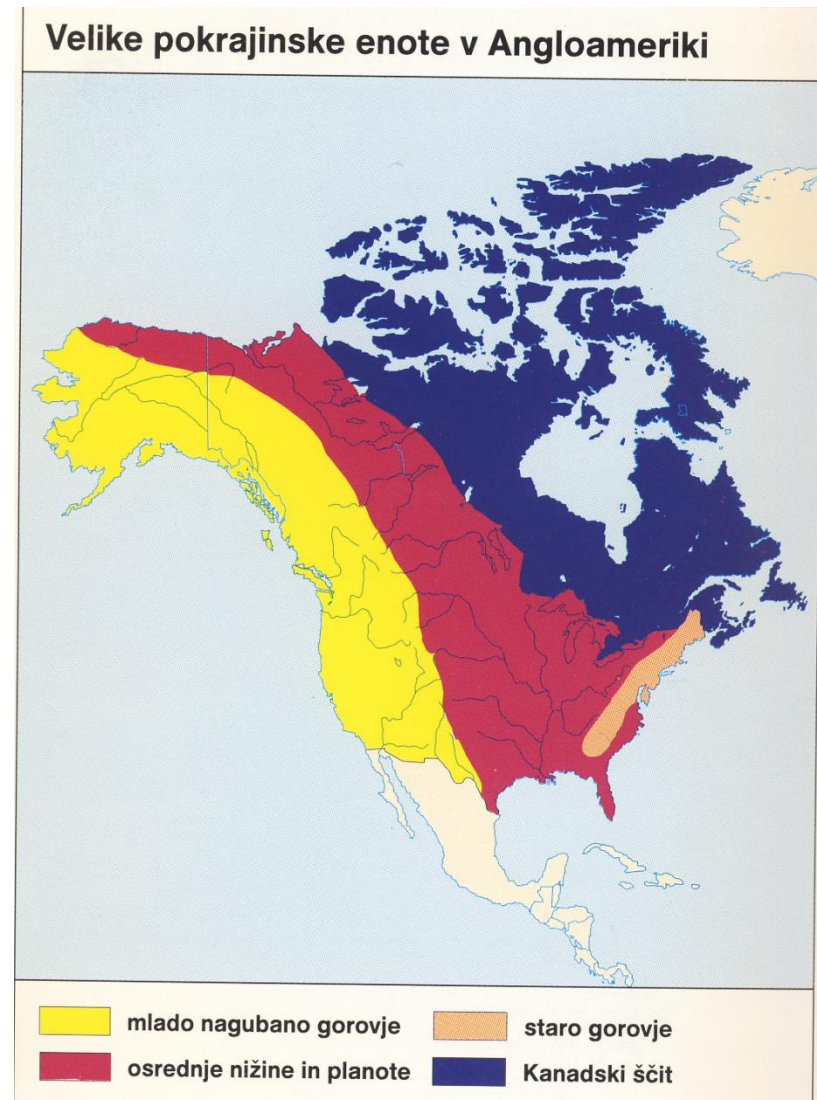 Velike pokrajinske enote v Angloameriki
mlado nagubano gorovje
staro gorovje
osrednje nižine in planote
Kanadski ščit